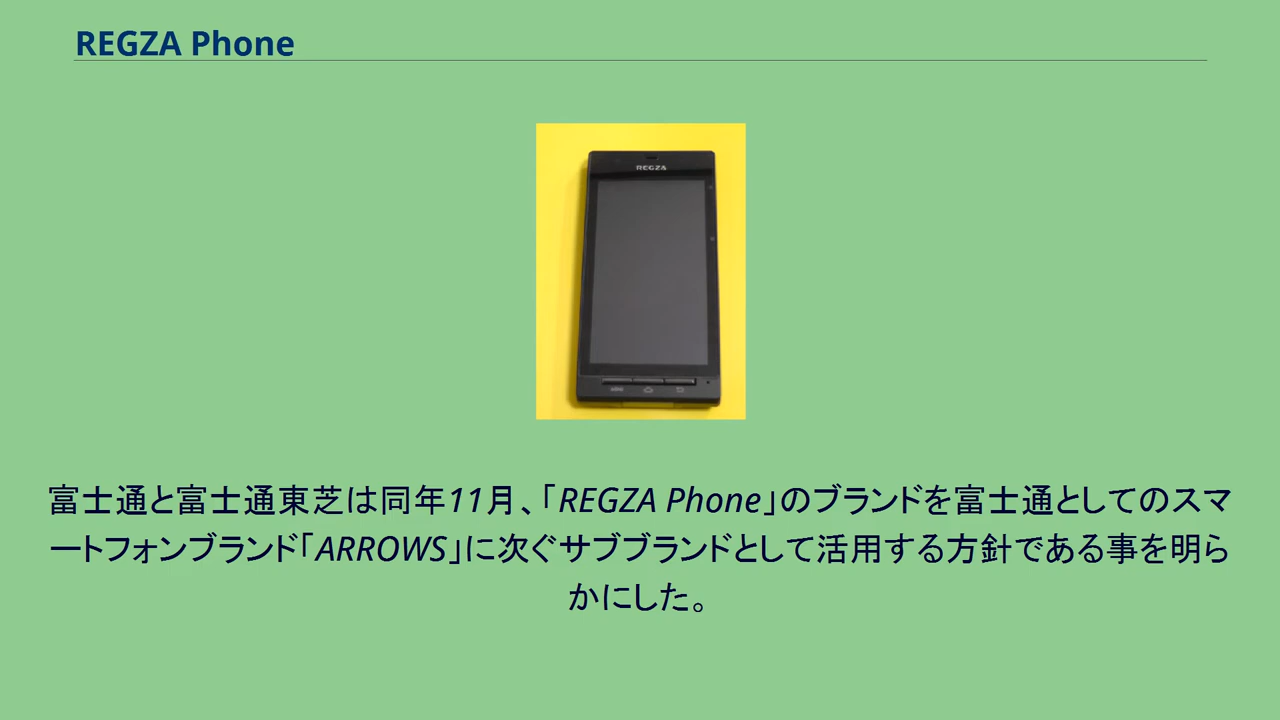 REGZA Phone
REGZA
富士通と富士通東芝は同年11月、「REGZA Phone」のブランドを富士通としてのスマ
ートフォンブランド「ARROWS」に次ぐサブブランドとして活用する方針である事を明ら
かにした。